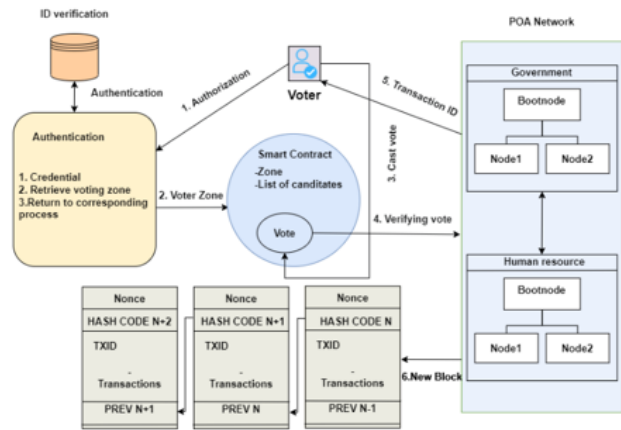 ID verification
Authentication
Authentication
1. Credential
2. Retrieve voting zone
3.Return to corresponding
process
1. Authorization
Voter
2. Voter Zone
Smart Contract
-Zone
-List of canditates
Vote
3. Cast vote
4. Verifying vote
5. Transaction ID
POA Network
Government
Bootnode
Node1
Node2
Human resource
Bootnode
Node1
Node2
6.New Block
Nonce
HASH CODE N+2
TXID
-
Transactions
PREV N+1
Nonce
HASH CODE N+1
TXID
-
Transactions
PREV N
Nonce
HASH CODE N
TXID
-
Transactions
PREV N-1